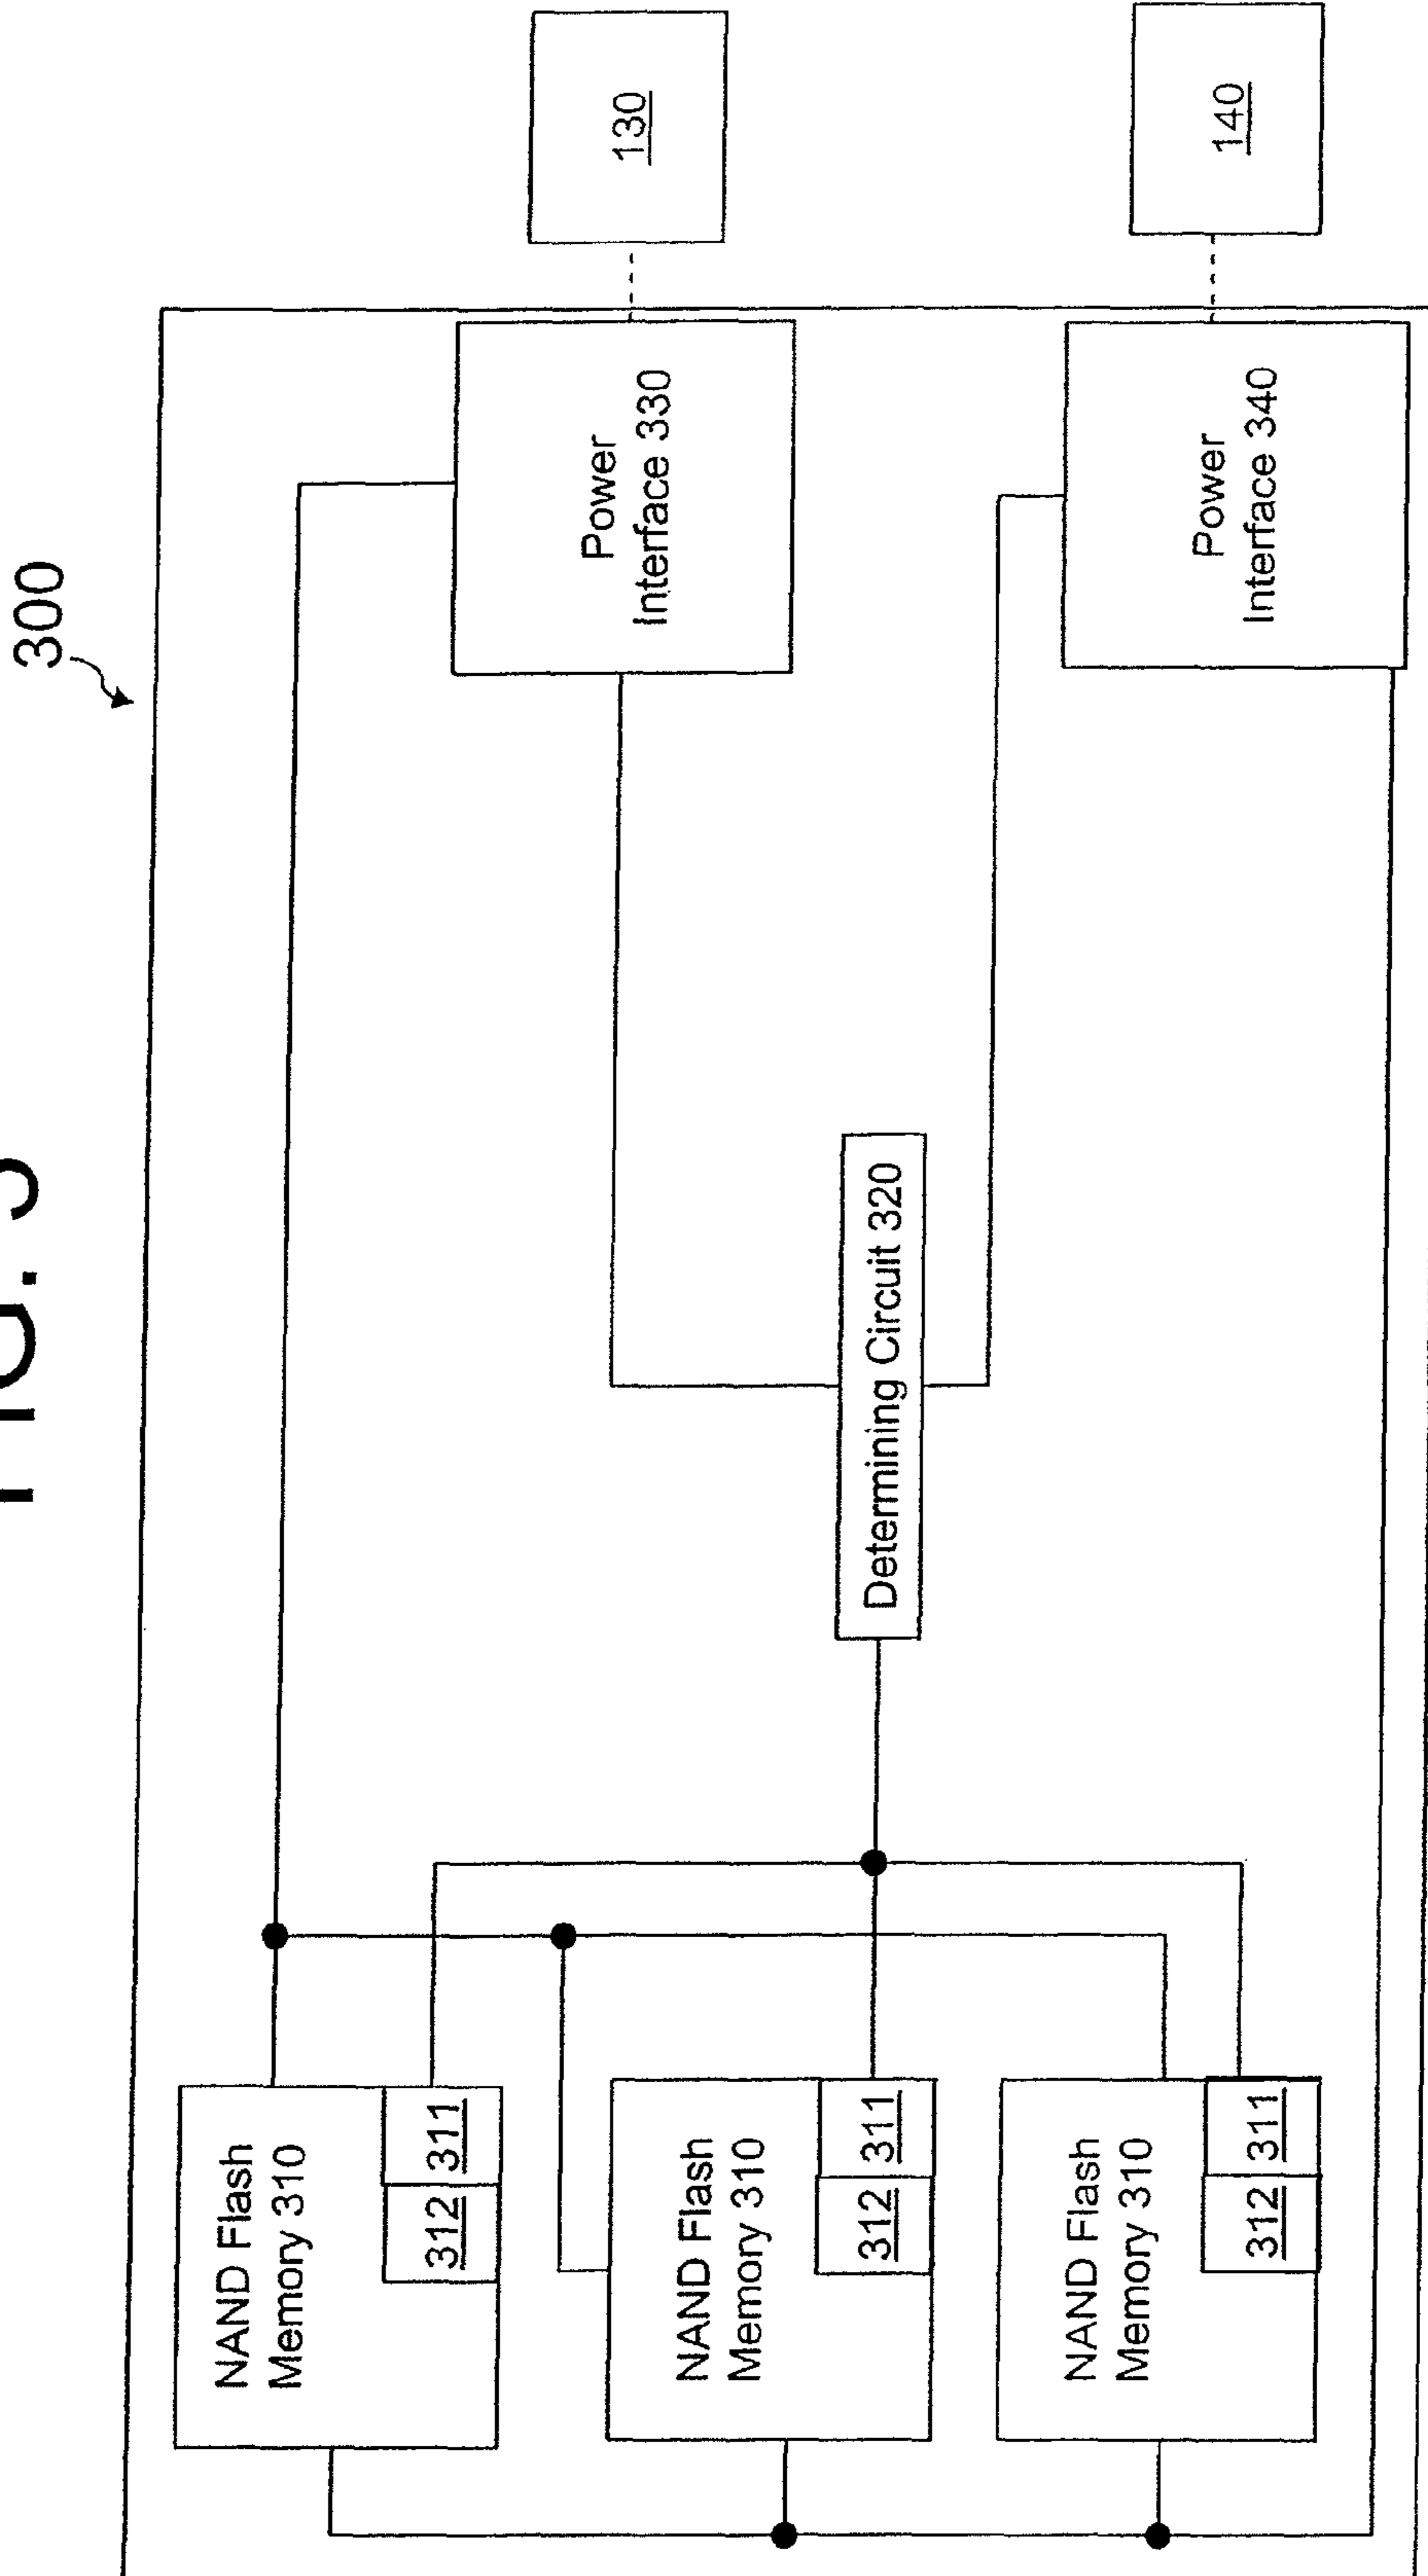 FIG.
300
NAND Flash
Memory 310
312
311
Power
Interface 330
130
NAND Flash
Memory 310
312
311
Determining Circuit 320
NAND Flash
Memory 310
312
311
Power
Interface 340
140